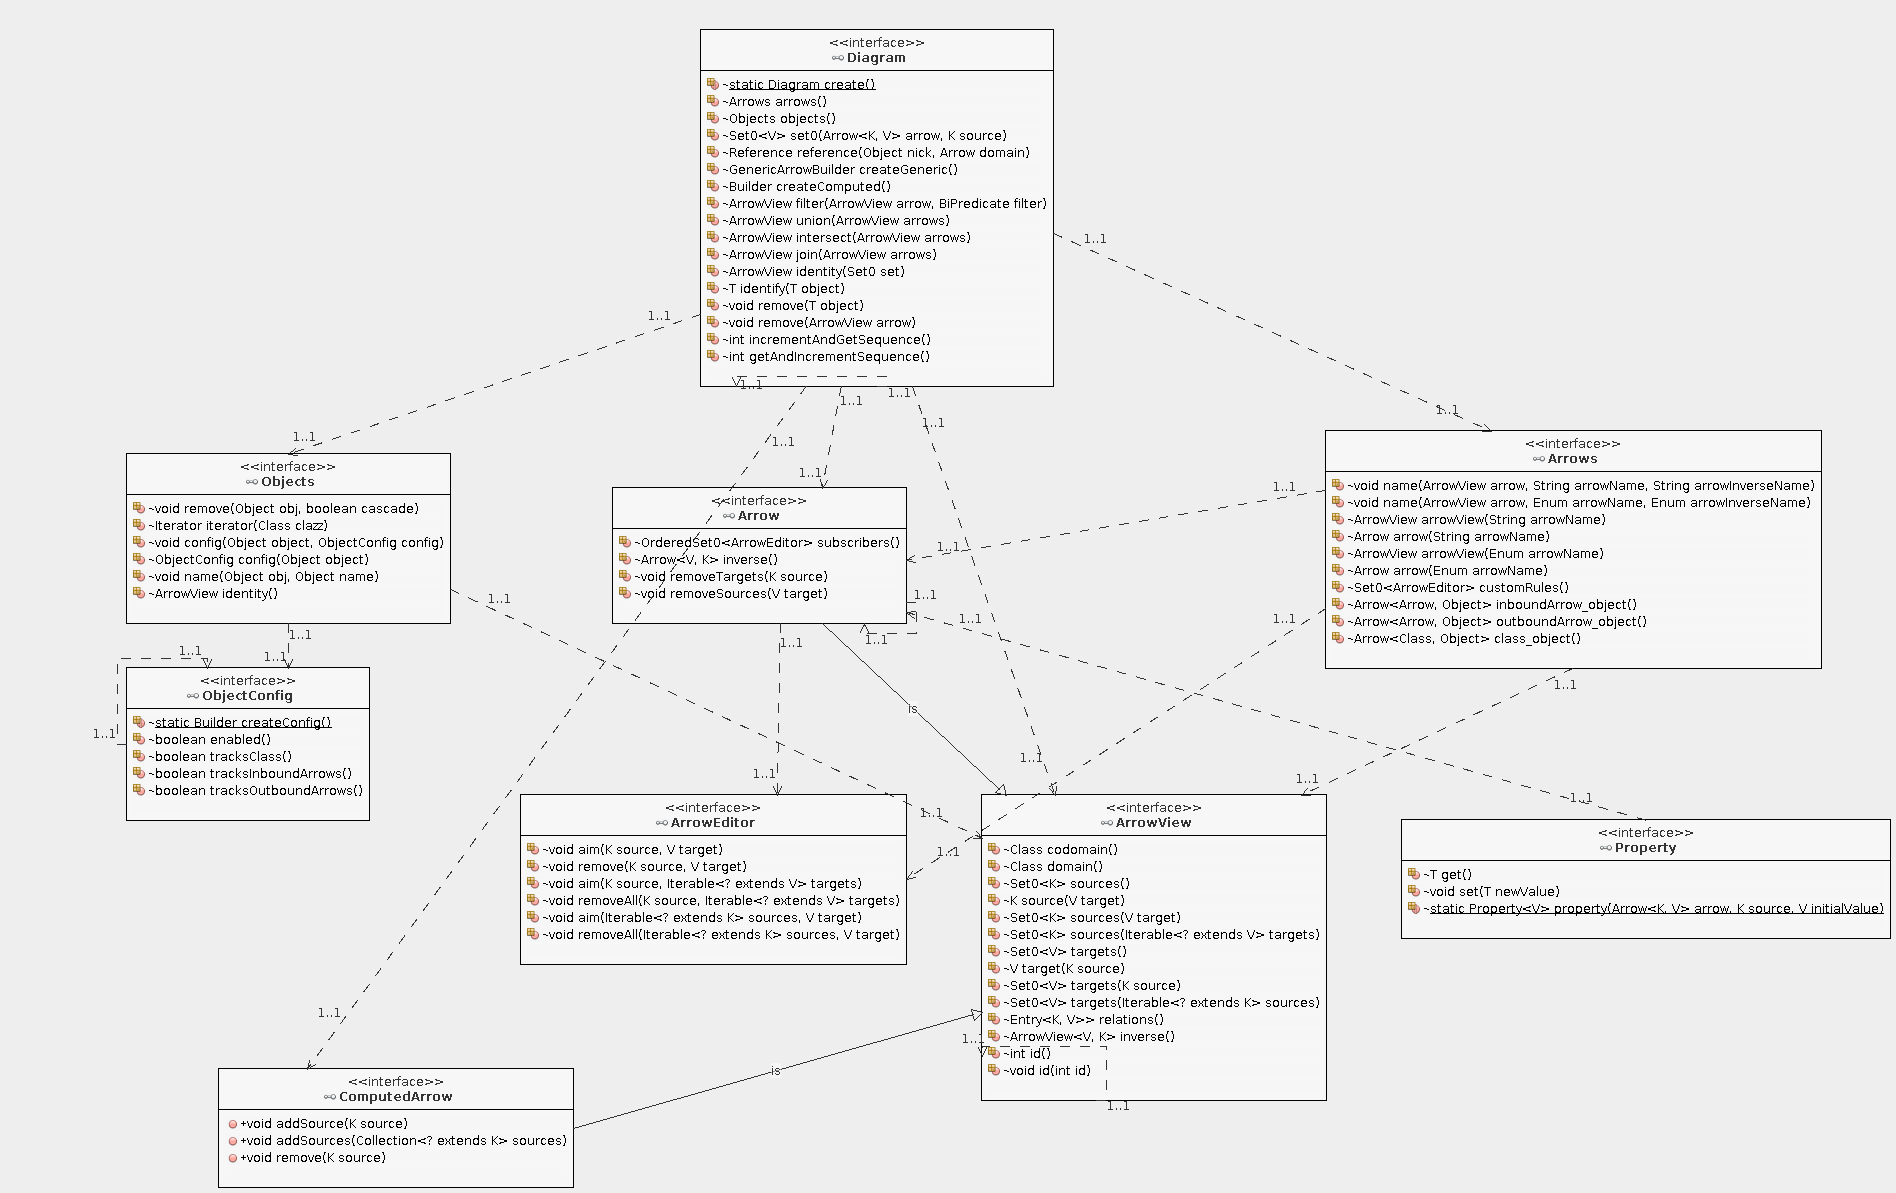 <<interface>>
Diagram
~static Diagram create()
~Arrows arrows()
~Objects objects()
~Set0<V> set0(Arrow<K, V> arrow, K source)
~Reference reference(Object nick, Arrow domain)
~GenericArrowBuilder createGeneric()
~Builder createComputed()
~ArrowView filter(ArrowView arrow, BiPredicate filter)
~ArrowView union(ArrowView arrows)
~ArrowView intersect(ArrowView arrows)
~ArrowView join(ArrowView arrows)
~ArrowView identity(Set0 set)
~T identify(T object)
~void remove(T object)
~void remove(ArrowView arrow)
~int incrementAndGetSequence()
~int getAndIncrementSequence()
1..1
1..1
1..1
1..1
1..1
1..1
1..1
1..1
1..1
1..1
1..1
<<interface>>
Objects
~void remove(Object obj, boolean cascade)
~Iterator iterator(Class clazz)
~void config(Object object, ObjectConfig config)
~ObjectConfig config(Object object)
~void name(Object obj, Object name)
~ArrowView identity()
<<interface>>
Arrow
~OrderedSet0<ArrowEditor> subscribers()
~Arrow<V, K> inverse()
~void removeTargets(K source)
~void removeSources(V target)
<<interface>>
Arrows
~void name(ArrowView arrow, String arrowName, String arrowInverseName)
~void name(ArrowView arrow, Enum arrowName, Enum arrowInverseName)
~ArrowView arrowView(String arrowName)
~Arrow arrow(String arrowName)
~ArrowView arrowView(Enum arrowName)
~Arrow arrow(Enum arrowName)
~Set0<ArrowEditor> customRules()
~Arrow<Arrow, Object> inboundArrow_object()
~Arrow<Arrow, Object> outboundArrow_object()
~Arrow<Class, Object> class_object()
1..1
1..1
1..1
1..1
1..1
1..1
1..1
1..1
1..1
1..1
1..1
1..1
1..1
1..1
<<interface>>
ObjectConfig
~static Builder createConfig()
~boolean enabled()
~boolean tracksClass()
~boolean tracksInboundArrows()
~boolean tracksOutboundArrows()
1..1
is
1..1
1..1
1..1
1..1
<<interface>>
ArrowEditor
~void aim(K source, V target)
~void remove(K source, V target)
~void aim(K source, Iterable<? extends V> targets)
~void removeAll(K source, Iterable<? extends V> targets)
~void aim(Iterable<? extends K> sources, V target)
~void removeAll(Iterable<? extends K> sources, V target)
1..1
1..1
<<interface>>
ArrowView
~Class codomain()
~Class domain()
~Set0<K> sources()
~K source(V target)
~Set0<K> sources(V target)
~Set0<K> sources(Iterable<? extends V> targets)
~Set0<V> targets()
~V target(K source)
~Set0<V> targets(K source)
~Set0<V> targets(Iterable<? extends K> sources)
~Entry<K, V>> relations()
~ArrowView<V, K> inverse()
~int id()
~void id(int id)
1..1
<<interface>>
Property
~T get()
~void set(T newValue)
~static Property<V> property(Arrow<K, V> arrow, K source, V initialValue)
1..1
is
<<interface>>
ComputedArrow
+void addSource(K source)
+void addSources(Collection<? extends K> sources)
+void remove(K source)